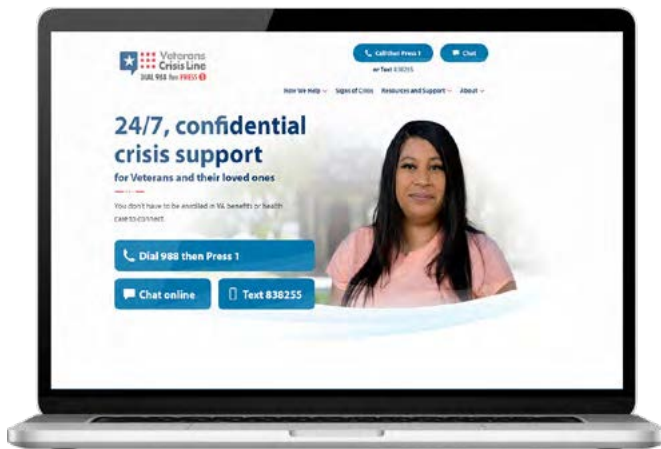 Veterans
Crisis Line
DIAL 988 then PRESS 1
Call then Press 1
Chat
or Text 838255
How We Help
Signs of Crisis
Resources and Support
About
24/7, confidential
crisis support
for Veterans and their loved ones
You don't have to be enrolled in VA benefits or health
care to connect.
Dial 988 then Press 1
Chat online
Text 838255